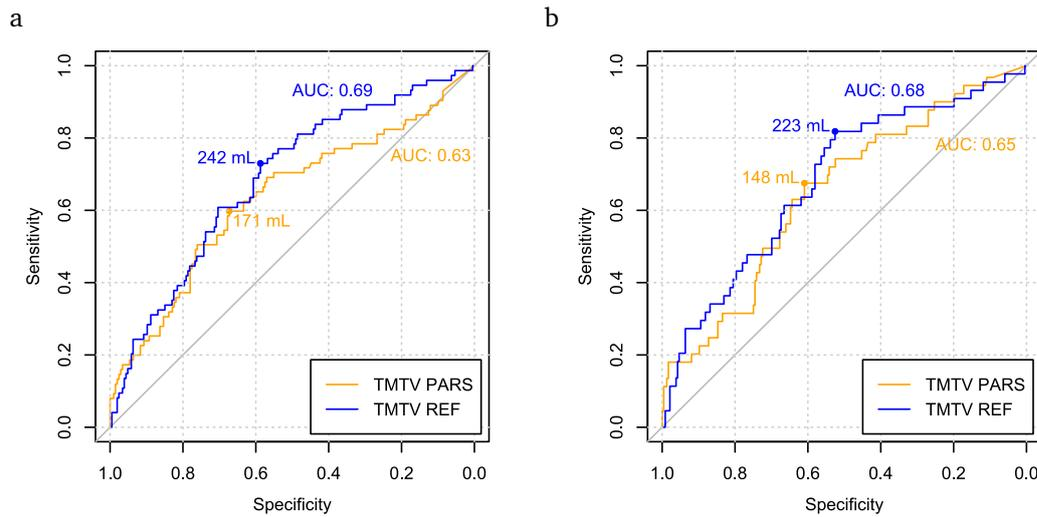 a
b
1.0
0.8
0.6
0.4
0.2
0.0
Sensitivity
AUC: 0.69
242 mL
AUC: 0.63
171 mL
TMTV PARS
TMTV REF
1.0 0.8 0.6 0.4 0.2 0.0
Specificity
1.0
0.8
0.6
0.4
0.2
0.0
Sensitivity
AUC: 0.68
223 mL
AUC: 0.65
148 mL
TMTV PARS
TMTV REF
1.0 0.8 0.6 0.4 0.2 0.0
Specificity